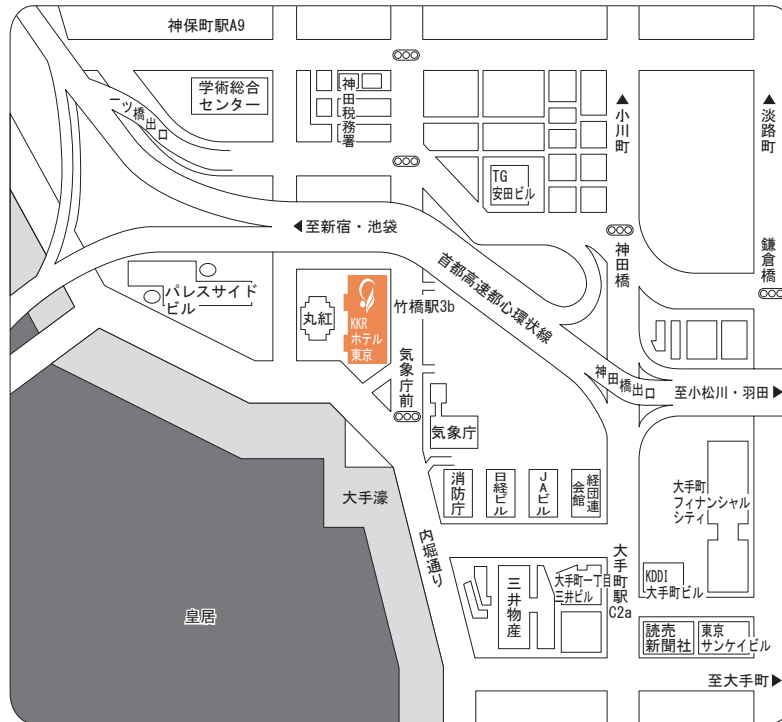 神保町駅A9
学術総合
センター
神田税務署
一ツ橋出口
▲小川町
▲淡路町
TG
安田ビル
◀至新宿・池袋
首都高速都心環状線
神田橋
鎌倉橋
パレスサイド
ビル
丸紅
KKR
ホテル
東京
竹橋駅3b
気象庁前
神田橋出口
至小松川・羽田▶
気象庁
消防庁
日経ビル
JAビル
経団連
会館
大手町
フィナンシャル
シティ
大手濠
内堀通り
三井物産
大手町一丁目
三井ビル
大手町駅
C2a
KDDI
大手町ビル
皇居
読売
新聞社
東京
サンケイビル
至大手町▶